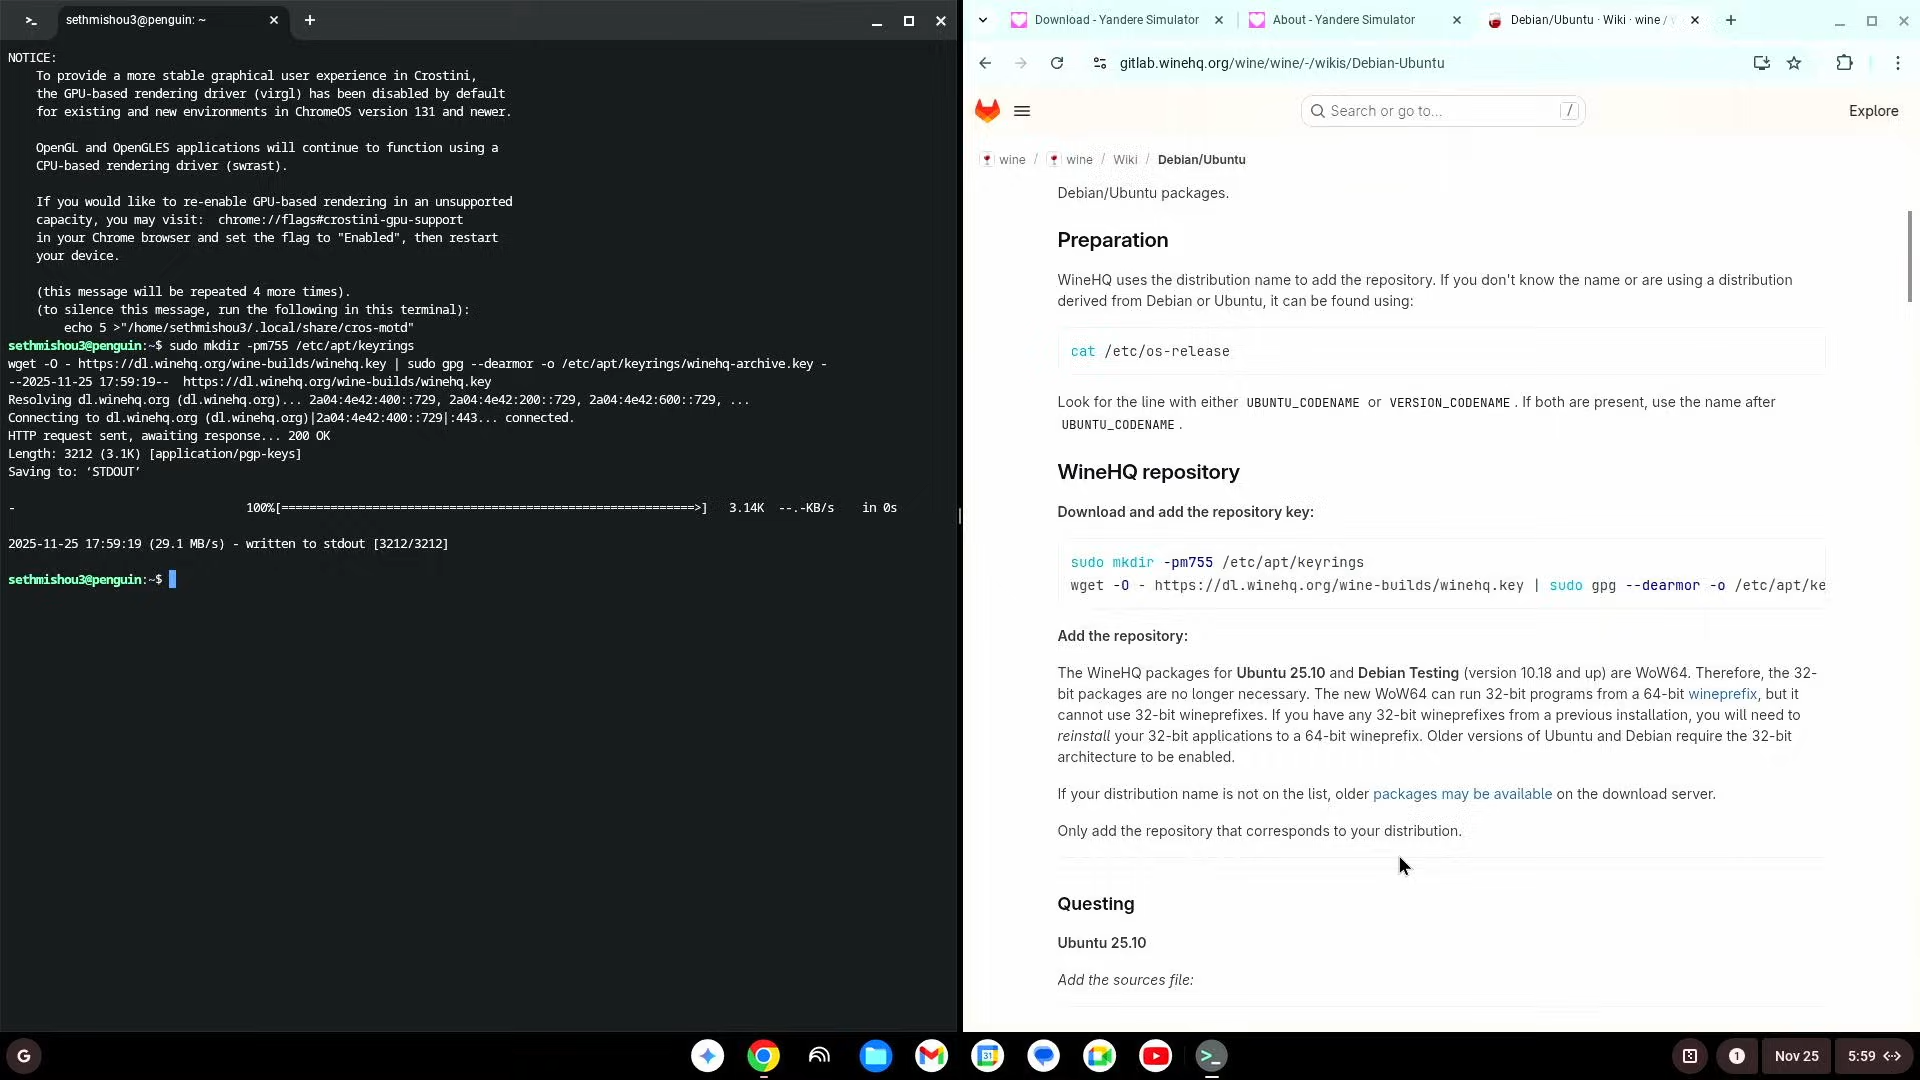 sethmishou3@penguin: ~
NOTICE:
To provide a more stable graphical user experience in Crostini,
the GPU-based rendering driver (virgl) has been disabled by default
for existing and new environments in ChromeOS version 131 and newer.
OpenGL and OpenGLES applications will continue to function using a
CPU-based rendering driver (swrast).
If you would like to re-enable GPU-based rendering in an unsupported
capacity, you may visit:  chrome://flags#crostini-gpu-support
in your Chrome browser and set the flag to "Enabled", then restart
your device.
(this message will be repeated 4 more times).
(to silence this message, run the following in this terminal):
echo 5 >"/home/sethmishou3/.local/share/cros-motd"
sethmishou3@penguin:~$ sudo mkdir -pm755 /etc/apt/keyrings
wget -O - https://dl.winehq.org/wine-builds/winehq.key | sudo gpg --dearmor -o /etc/apt/keyrings/winehq-archive.key -
--2025-11-25 17:59:19--  https://dl.winehq.org/wine-builds/winehq.key
Resolving dl.winehq.org (dl.winehq.org)... 2a04:4e42:400::729, 2a04:4e42:200::729, 2a04:4e42:600::729, ...
Connecting to dl.winehq.org (dl.winehq.org)|2a04:4e42:400::729|:443... connected.
HTTP request sent, awaiting response... 200 OK
Length: 3212 (3.1K) [application/pgp-keys]
Saving to: ‘STDOUT’
- 100%[===========================================================>] 3.14K --.-KB/s in 0s
2025-11-25 17:59:19 (29.1 MB/s) - written to stdout [3212/3212]
sethmishou3@penguin:~$
Download - Yandere Simulator
About - Yandere Simulator
Debian/Ubuntu · Wiki · wine /
gitlab.winehq.org/wine/wine/-/wikis/Debian-Ubuntu
Search or go to... /
Explore
wine / wine / Wiki / Debian/Ubuntu
Debian/Ubuntu packages.
Preparation
WineHQ uses the distribution name to add the repository. If you don't know the name or are using a distribution
derived from Debian or Ubuntu, it can be found using:
cat /etc/os-release
Look for the line with either UBUNTU_CODENAME or VERSION_CODENAME. If both are present, use the name after
UBUNTU_CODENAME.
WineHQ repository
Download and add the repository key:
sudo mkdir -pm755 /etc/apt/keyrings
wget -O - https://dl.winehq.org/wine-builds/winehq.key | sudo gpg --dearmor -o /etc/apt/ke
Add the repository:
The WineHQ packages for Ubuntu 25.10 and Debian Testing (version 10.18 and up) are WoW64. Therefore, the 32-
bit packages are no longer necessary. The new WoW64 can run 32-bit programs from a 64-bit wineprefix, but it
cannot use 32-bit wineprefixes. If you have any 32-bit wineprefixes from a previous installation, you will need to
reinstall your 32-bit applications to a 64-bit wineprefix. Older versions of Ubuntu and Debian require the 32-bit
architecture to be enabled.
If your distribution name is not on the list, older packages may be available on the download server.
Only add the repository that corresponds to your distribution.
Questing
Ubuntu 25.10
Add the sources file:
G
31
1
Nov 25
5:59